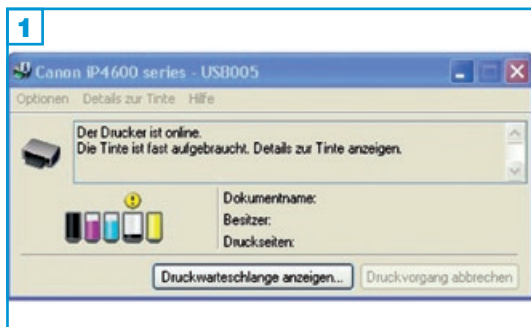 1
Canon iP4600 series - USB005
Optionen Details zur Tinte Hilfe
Der Drucker ist online.
Die Tinte ist fast aufgebraucht. Details zur Tinte anzeigen.
Dokumentname:
Besitzer:
Druckseiten:
Druckwarteschlange anzeigen... Druckvorgang abbrechen